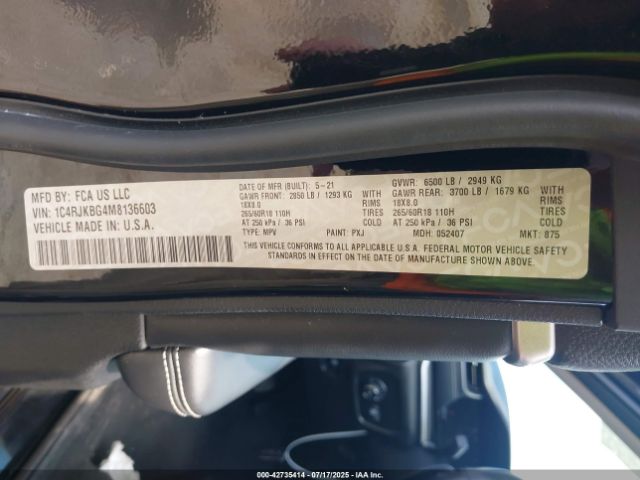 MFD BY: FCA US LLC
VIN: 1C4RJKBG4M8136603
VEHICLE MADE IN: U.S.A.
DATE OF MFR (BUILT): 5-21
GAWR FRONT: 2850 LB / 1293 KG
18X8.0 RIMS
265/60R18 110H TIRES
AT 250 kPa / 36 PSI COLD
TYPE: MPV PAINT: PXJ
GVWR: 6500 LB / 2949 KG
GAWR REAR: 3700 LB / 1679 KG
18X8.0 RIMS
265/60R18 110H TIRES
AT 250 kPa / 36 PSI COLD
MDH: 052407 MKT: 875
THIS VEHICLE CONFORMS TO ALL APPLICABLE U.S.A. FEDERAL MOTOR VEHICLE SAFETY
STANDARDS IN EFFECT ON THE DATE OF MANUFACTURE SHOWN ABOVE.
000-42735414 - 07/17/2025 - IAAI.com